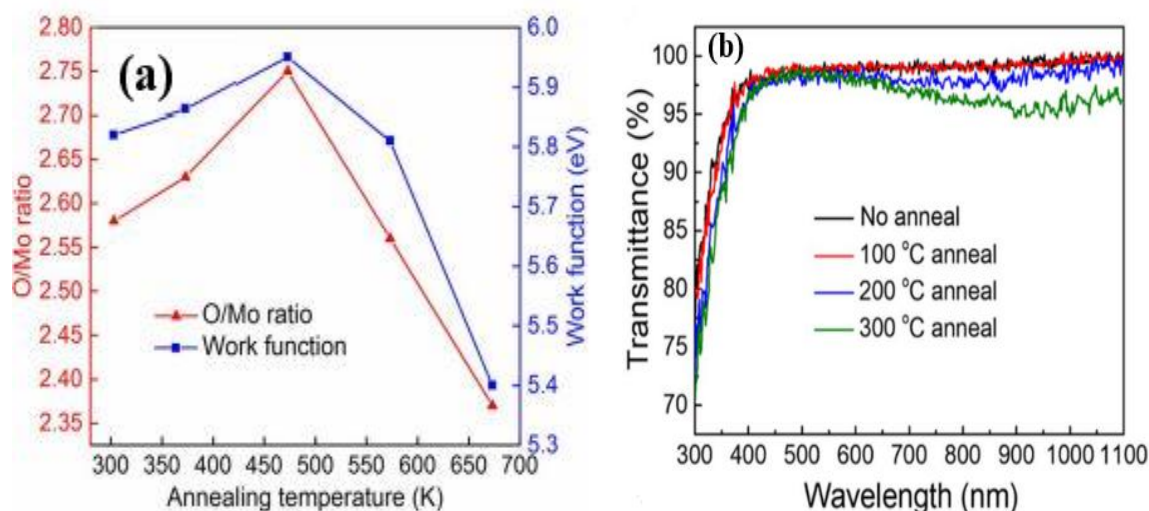 (a)
O/Mo ratio
2.80
2.75
2.70
2.65
2.60
2.55
2.50
2.45
2.40
2.35
O/Mo ratio
Work function
6.0
5.9
5.8
5.7
5.6
5.5
5.4
5.3
Work function (eV)
300 350 400 450 500 550 600 650 700
Annealing temperature (K)
(b)
Transmittance (%)
100
95
90
85
80
75
70
No anneal
100 °C anneal
200 °C anneal
300 °C anneal
300 400 500 600 700 800 900 1000 1100
Wavelength (nm)